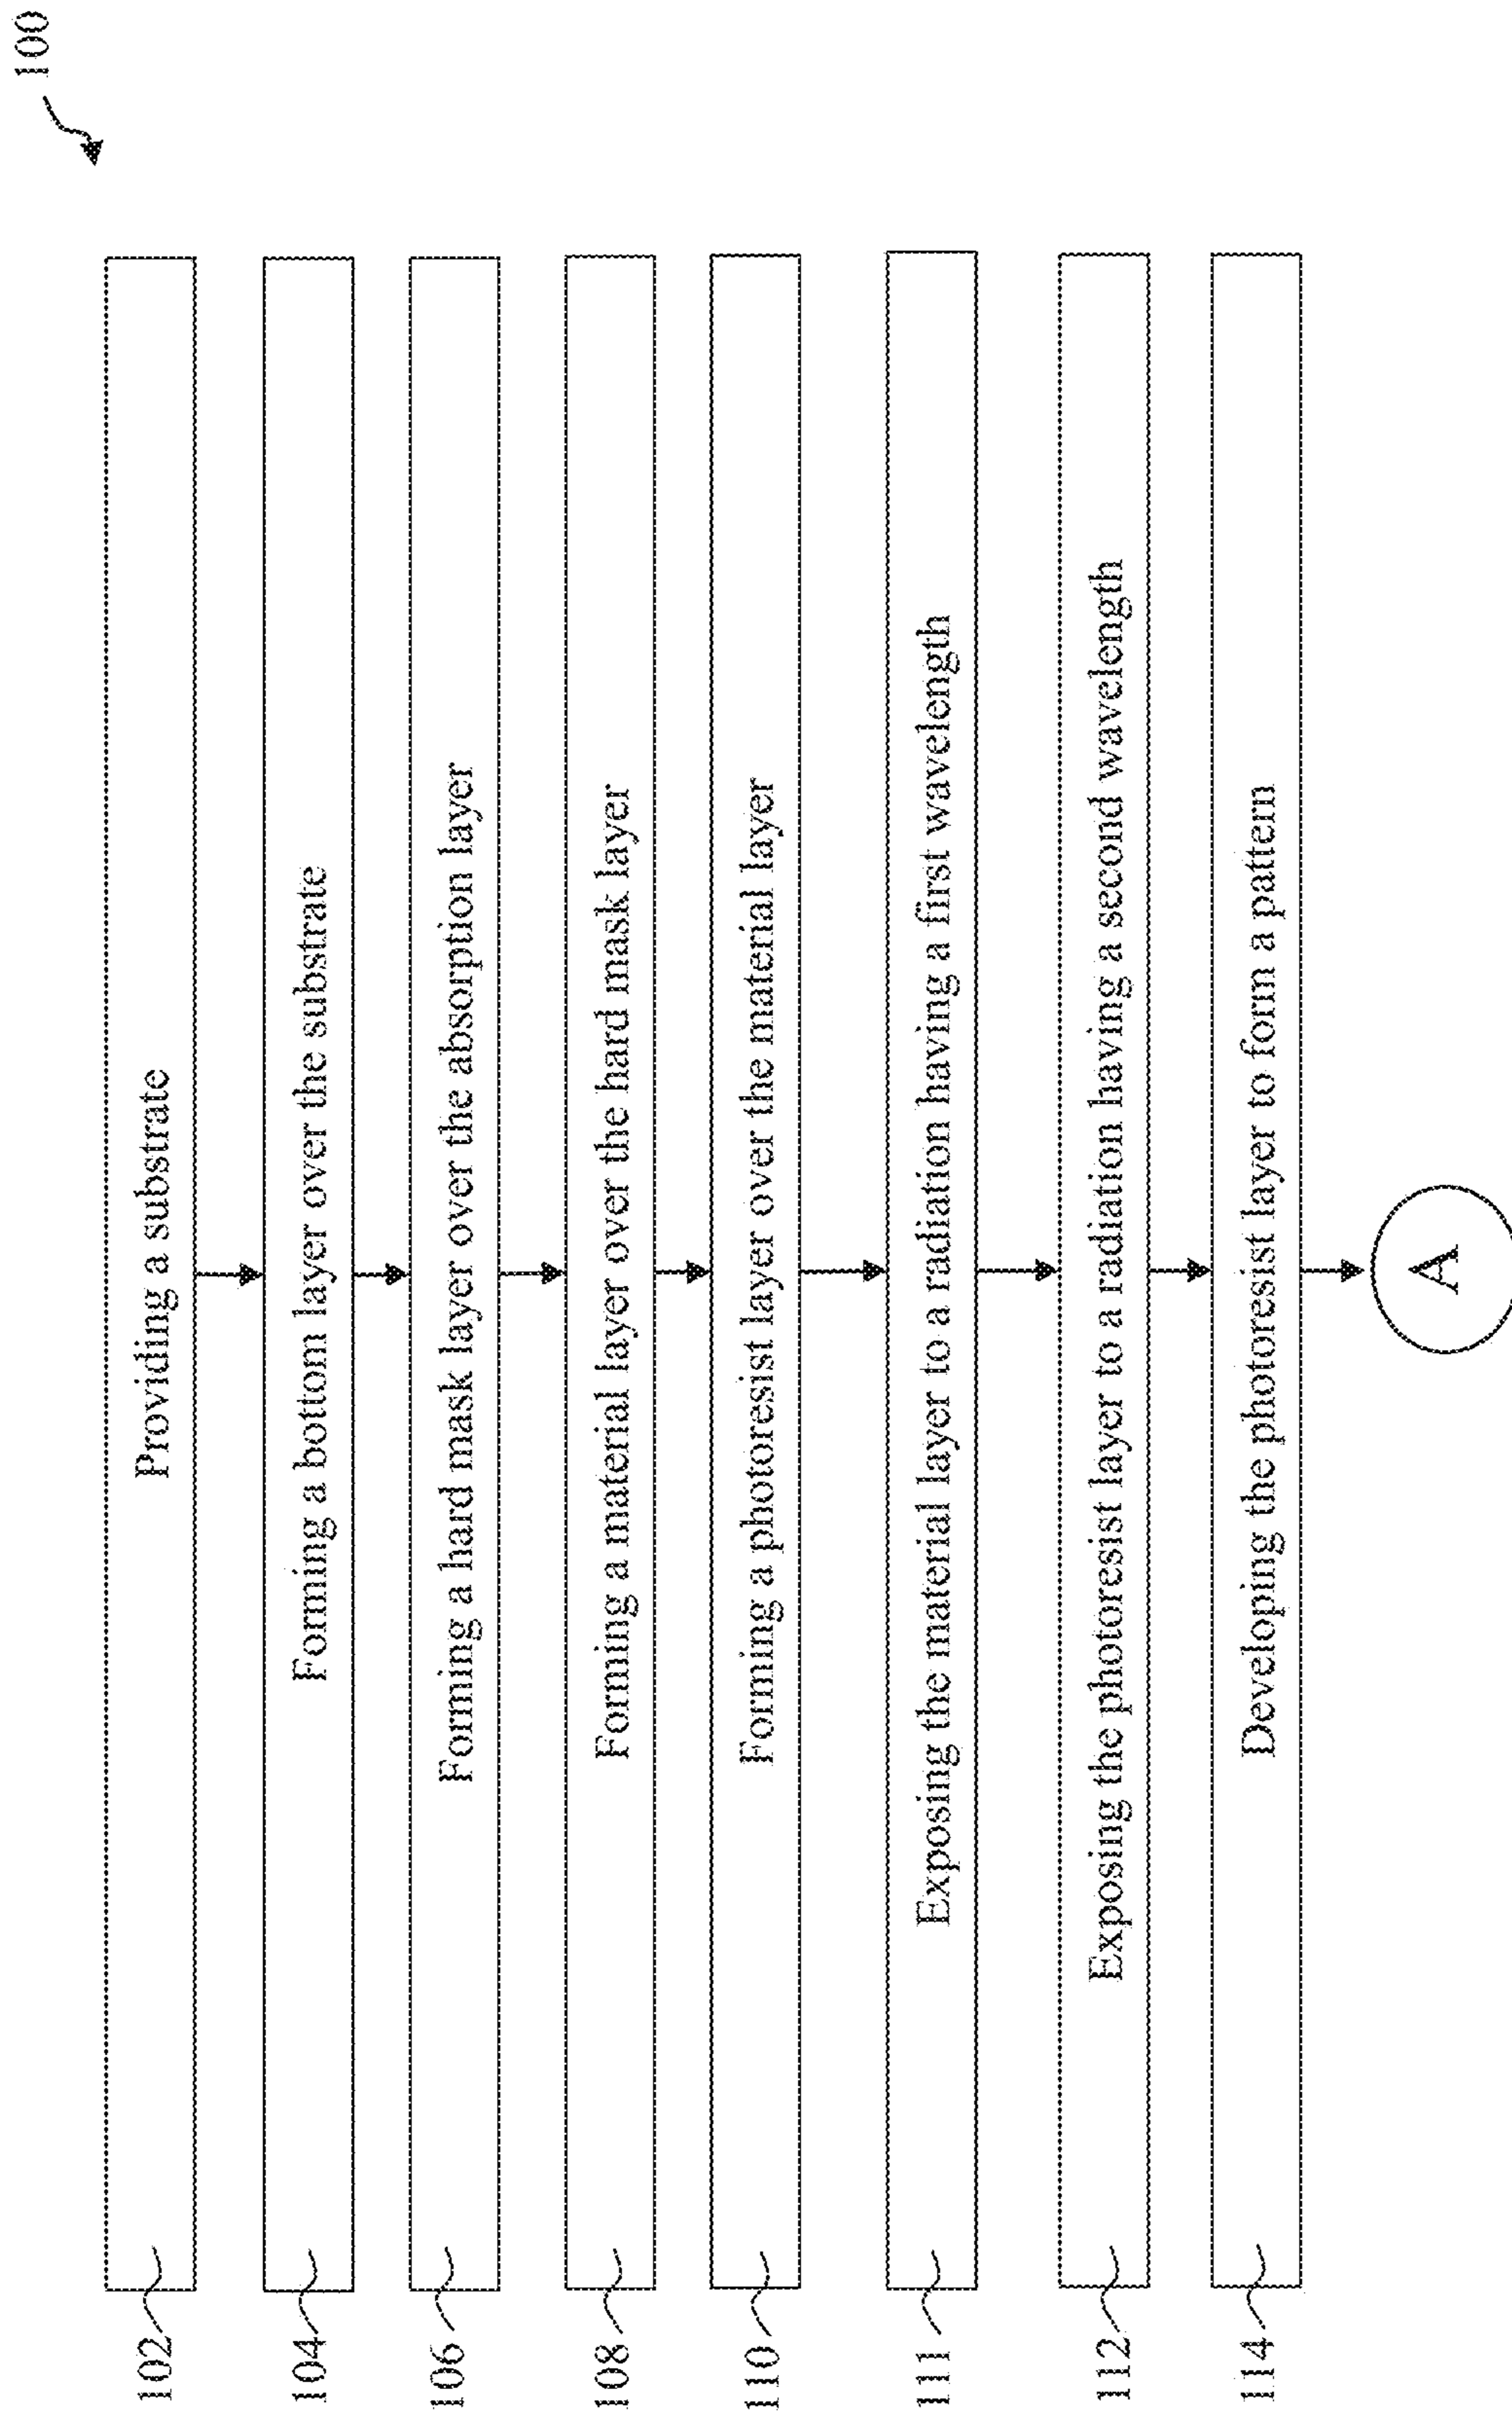 100
102 Providing a substrate
104 Forming a bottom layer over the substrate
106 Forming a hard mask layer over the absorption layer
108 Forming a material layer over the hard mask layer
110 Forming a photoresist layer over the material layer
111 Exposing the material layer to a radiation having a first wavelength
112 Exposing the photoresist layer to a radiation having a second wavelength
114 Developing the photoresist layer to form a pattern
A